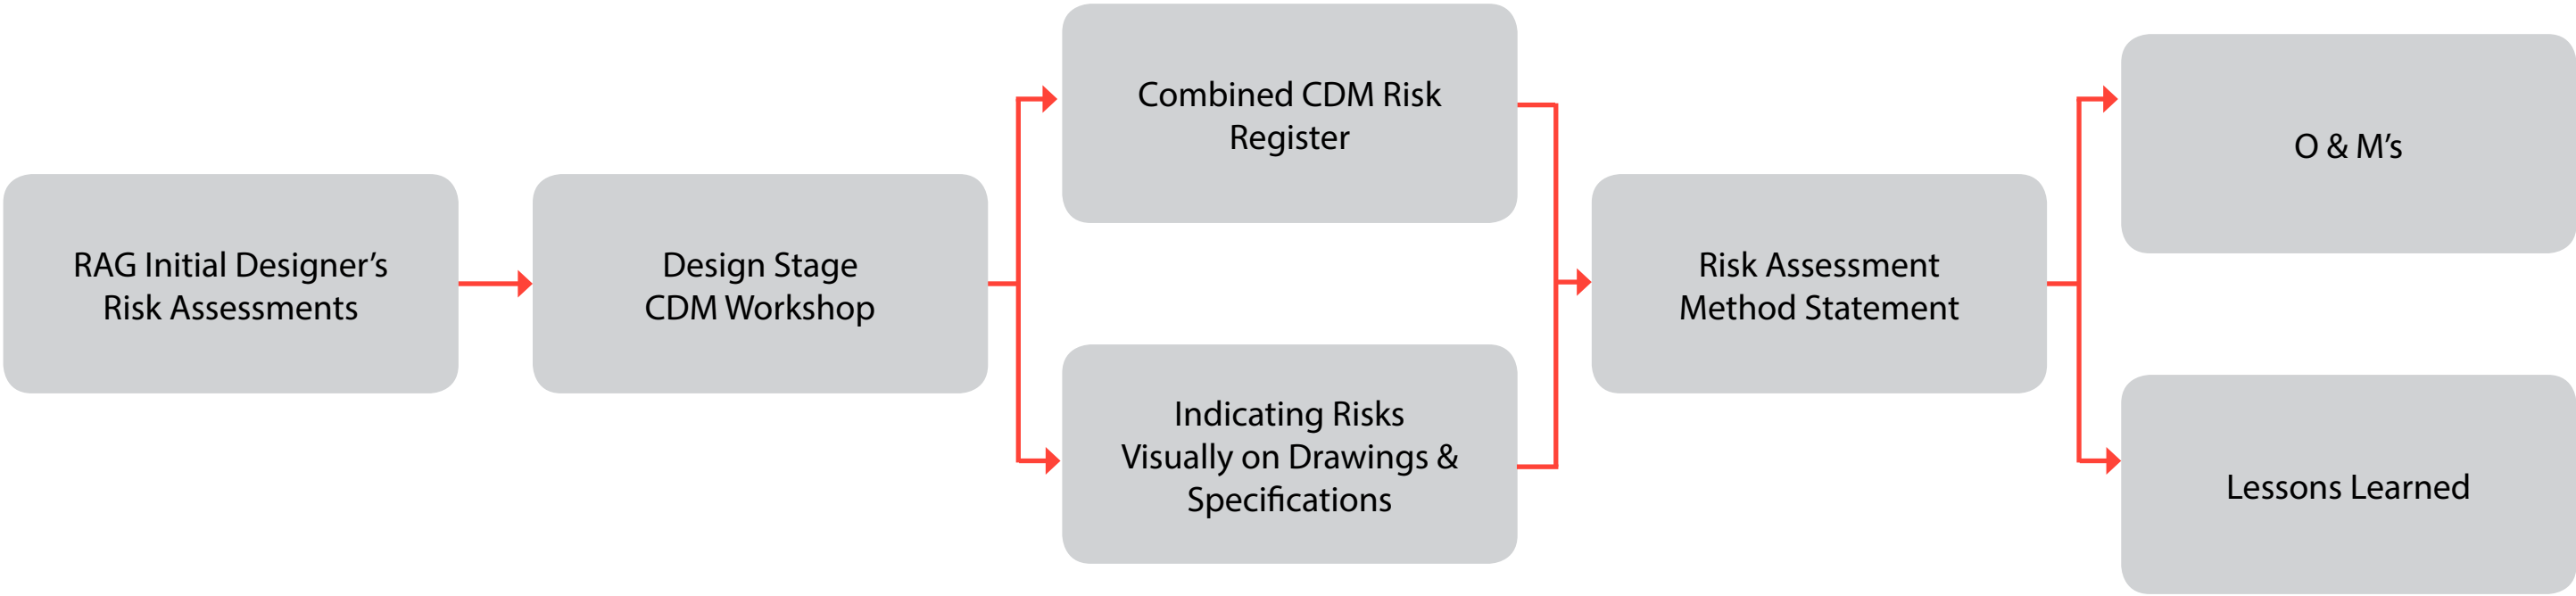 RAG Initial Designer’s
Risk Assessments
Design Stage
CDM Workshop
Combined CDM Risk
Register
Indicating Risks
Visually on Drawings &
Specifications
Risk Assessment
Method Statement
O & M’s
Lessons Learned